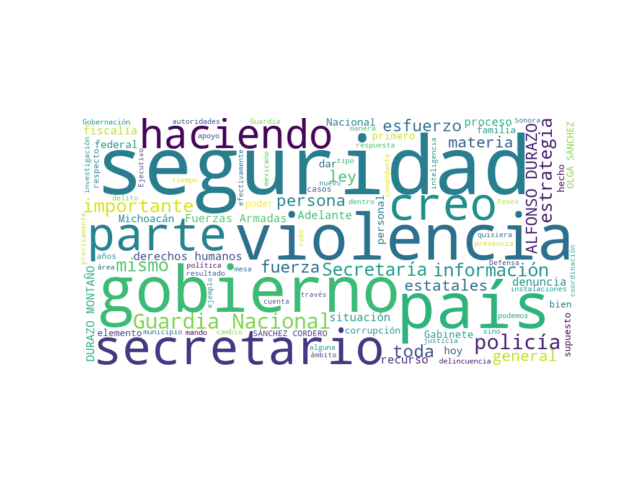 Gobernación autoridades Guardia Nacional manera primero proceso Sonora
fiscalía haciendo apoyo mexicano respuesta esfuerzo familia
federal dar tipo materia
investigación respecto Ejecutivo seguridad inteligencia ALFONSO DURAZO estrategia hecho OLGA SÁNCHEZ
tiempo efectivamente casos nuevo ley
delito poder persona dentro personal comandante creo Pemex
importante Michoacán Fuerzas Armadas Adelante quisiera
precisamente parte robo violencia presencia
años derechos humanos Defensa
área mismo política mesa fuerza Secretaría información coordinación
resultado ejemplo denuncia
DURAZO MONTAÑO gobierno cuenta través estatales país instalaciones
Guardia Nacional situación podemos bien
elemento municipio mando cambio SÁNCHEZ CORDERO corrupción Gabinete sino policía supuesto
secretario alguna justicia toda hoy general
ámbito recurso delincuencia